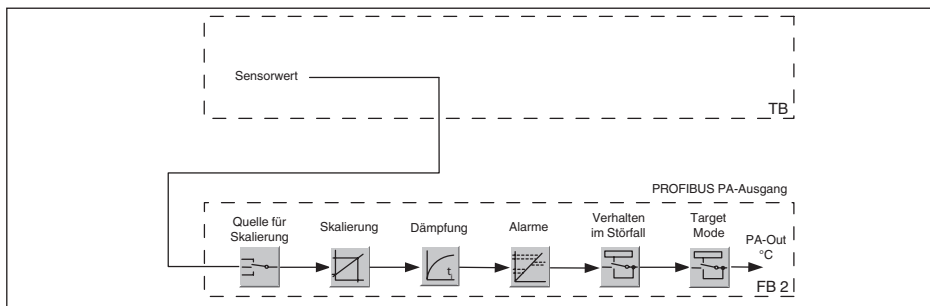 Sensorwert
TB
PROFIBUS PA-Ausgang
Quelle für
Skalierung
Skalierung
Dämpfung
Alarme
Verhalten
im Störfall
Target
Mode
PA-Out
°C
t
FB 2